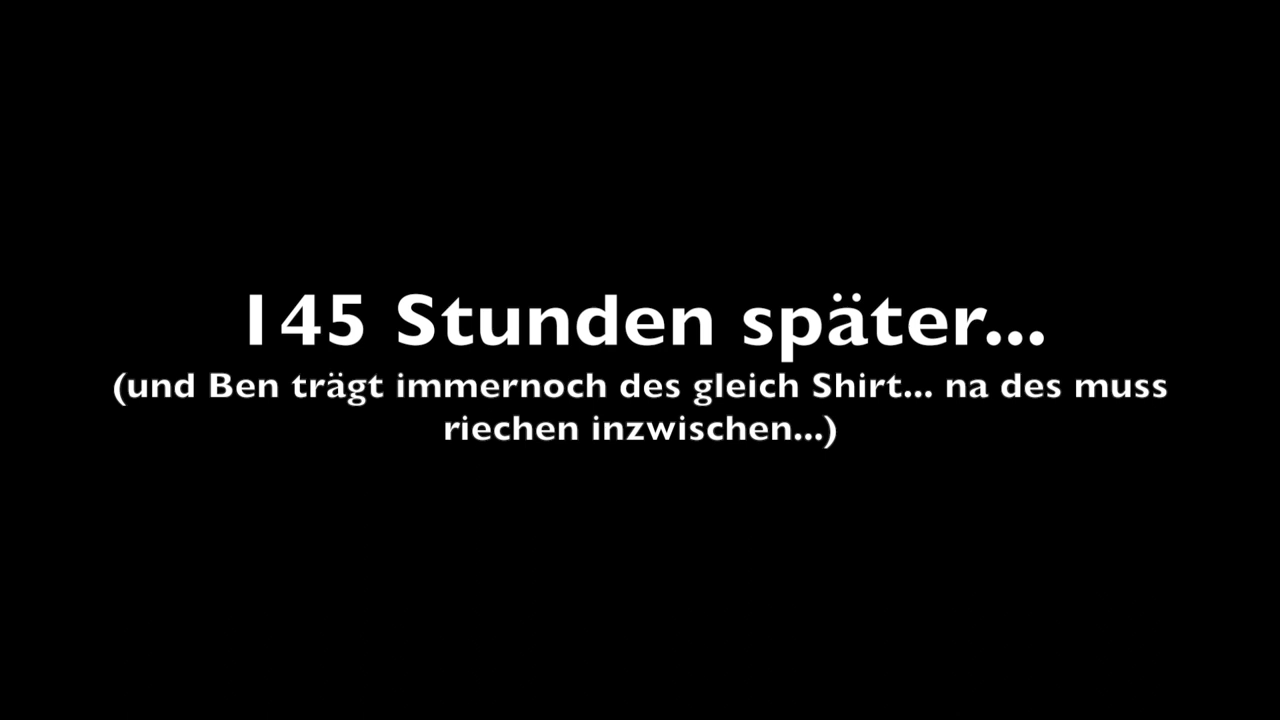 145 Stunden später...
(und Ben trägt immernoch des gleich Shirt... na des muss
riechen inzwischen...)